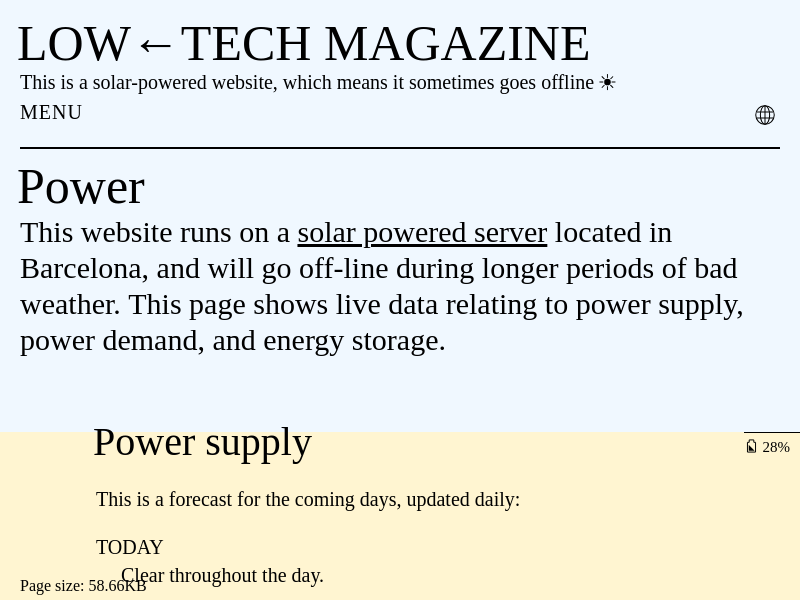 LOW←TECH MAGAZINE
This is a solar-powered website, which means it sometimes goes offline ☀
MENU
Power
This website runs on a solar powered server located in
Barcelona, and will go off-line during longer periods of bad
weather. This page shows live data relating to power supply,
power demand, and energy storage.
Power supply
28%
This is a forecast for the coming days, updated daily:
TODAY
Clear throughout the day.
Page size: 58.66KB